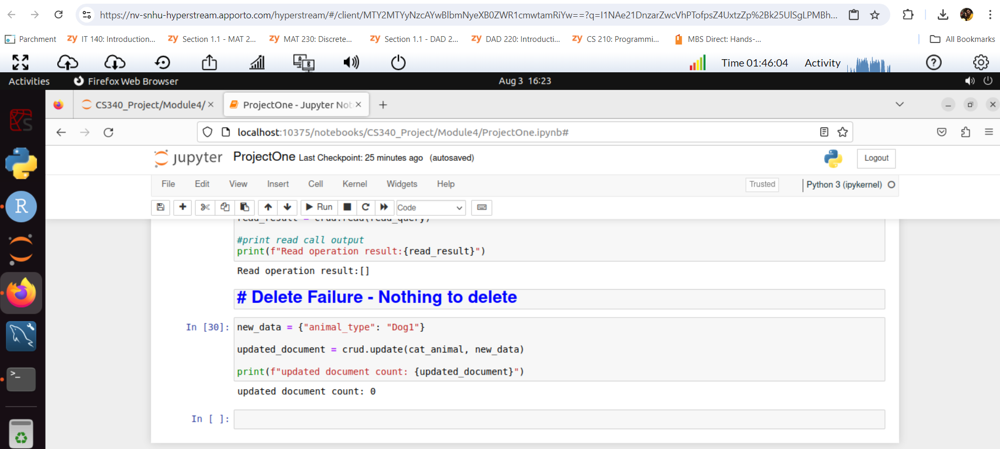 https://nv-snhu-hyperstream.apporto.com/hyperstream/#/client/MTY2MTYyNzcAYwBlbmNyeXB0ZWR1cmwtamRiYw==?q=I1NAe21DnzarZwcVhPTofpsZ4UxtzZp%2Bk25UlSgLPMBh...
Parchment zy IT 140: Introduction... zy Section 1.1 - MAT 2... zy MAT 230: Discrete... zy Section 1.1 - DAD 2... zy DAD 220: Introducti... zy CS 210: Programmi... MBS Direct: Hands-... All Bookmarks
A B Time 01:46:04 Activity ?
Activities Firefox Web Browser Aug 3 16:23
CS340_Project/Module4/ × ProjectOne - Jupyter Not × +
localhost:10375/notebooks/CS340_Project/Module4/ProjectOne.ipynb#
jupyter ProjectOne Last Checkpoint: 25 minutes ago (autosaved) Logout
File Edit View Insert Cell Kernel Widgets Help Trusted Python 3 (ipykernel)
Run Code
read_result = crud.read(read_query)
#print read call output
print(f"Read operation result:{read_result}")
Read operation result:[]
# Delete Failure - Nothing to delete
In [30]: new_data = {"animal_type": "Dog1"}
updated_document = crud.update(cat_animal, new_data)
print(f"updated document count: {updated_document}")
updated document count: 0
In [ ]: